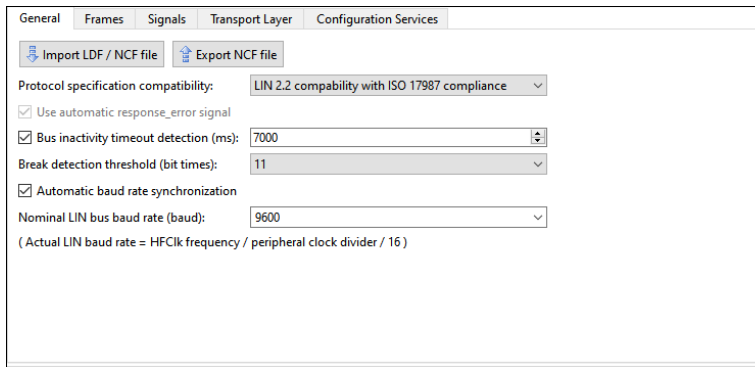 General Frames Signals Transport Layer Configuration Services
Import LDF / NCF file Export NCF file
Protocol specification compatibility: LIN 2.2 compability with ISO 17987 compliance
Use automatic response_error signal
Bus inactivity timeout detection (ms): 7000
Break detection threshold (bit times): 11
Automatic baud rate synchronization
Nominal LIN bus baud rate (baud): 9600
( Actual LIN baud rate = HFClk frequency / peripheral clock divider / 16 )